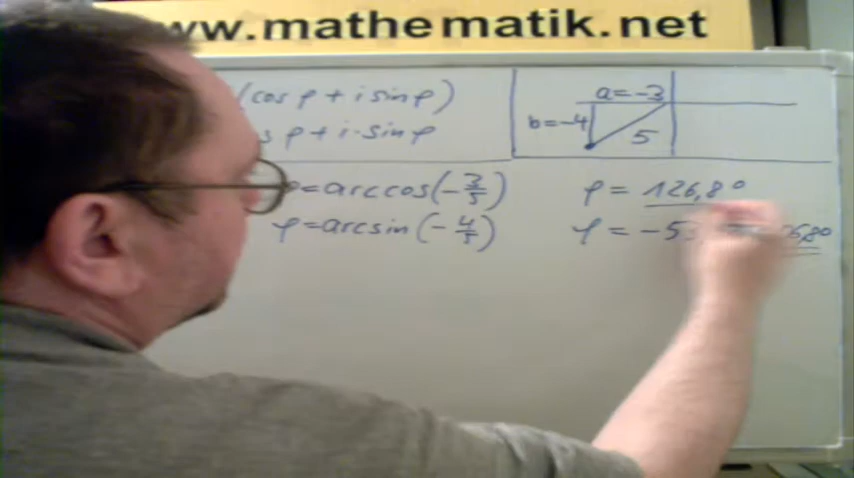 www.mathematik.net
(cos φ + i sin φ)
φ + i·sin φ
a=-3
b=-4
5
φ=arccos(-3/5)
φ = 126,8°
φ=arcsin(-4/5)
φ =